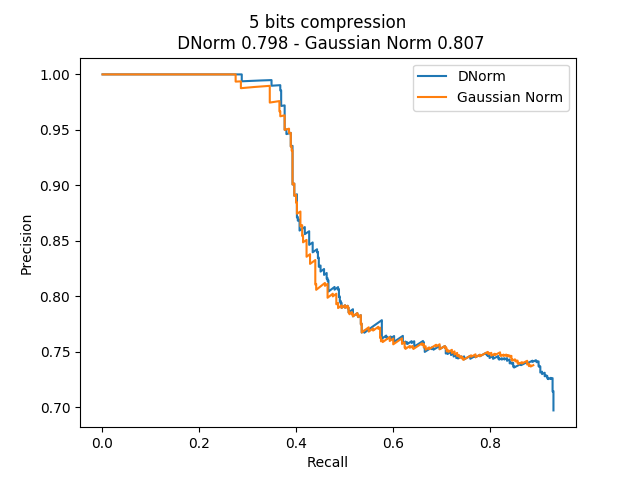 5 bits compression
DNorm 0.798 - Gaussian Norm 0.807
DNorm
Gaussian Norm
1.00
0.95
0.90
0.85
0.80
0.75
0.70
Precision
0.0 0.2 0.4 0.6 0.8
Recall